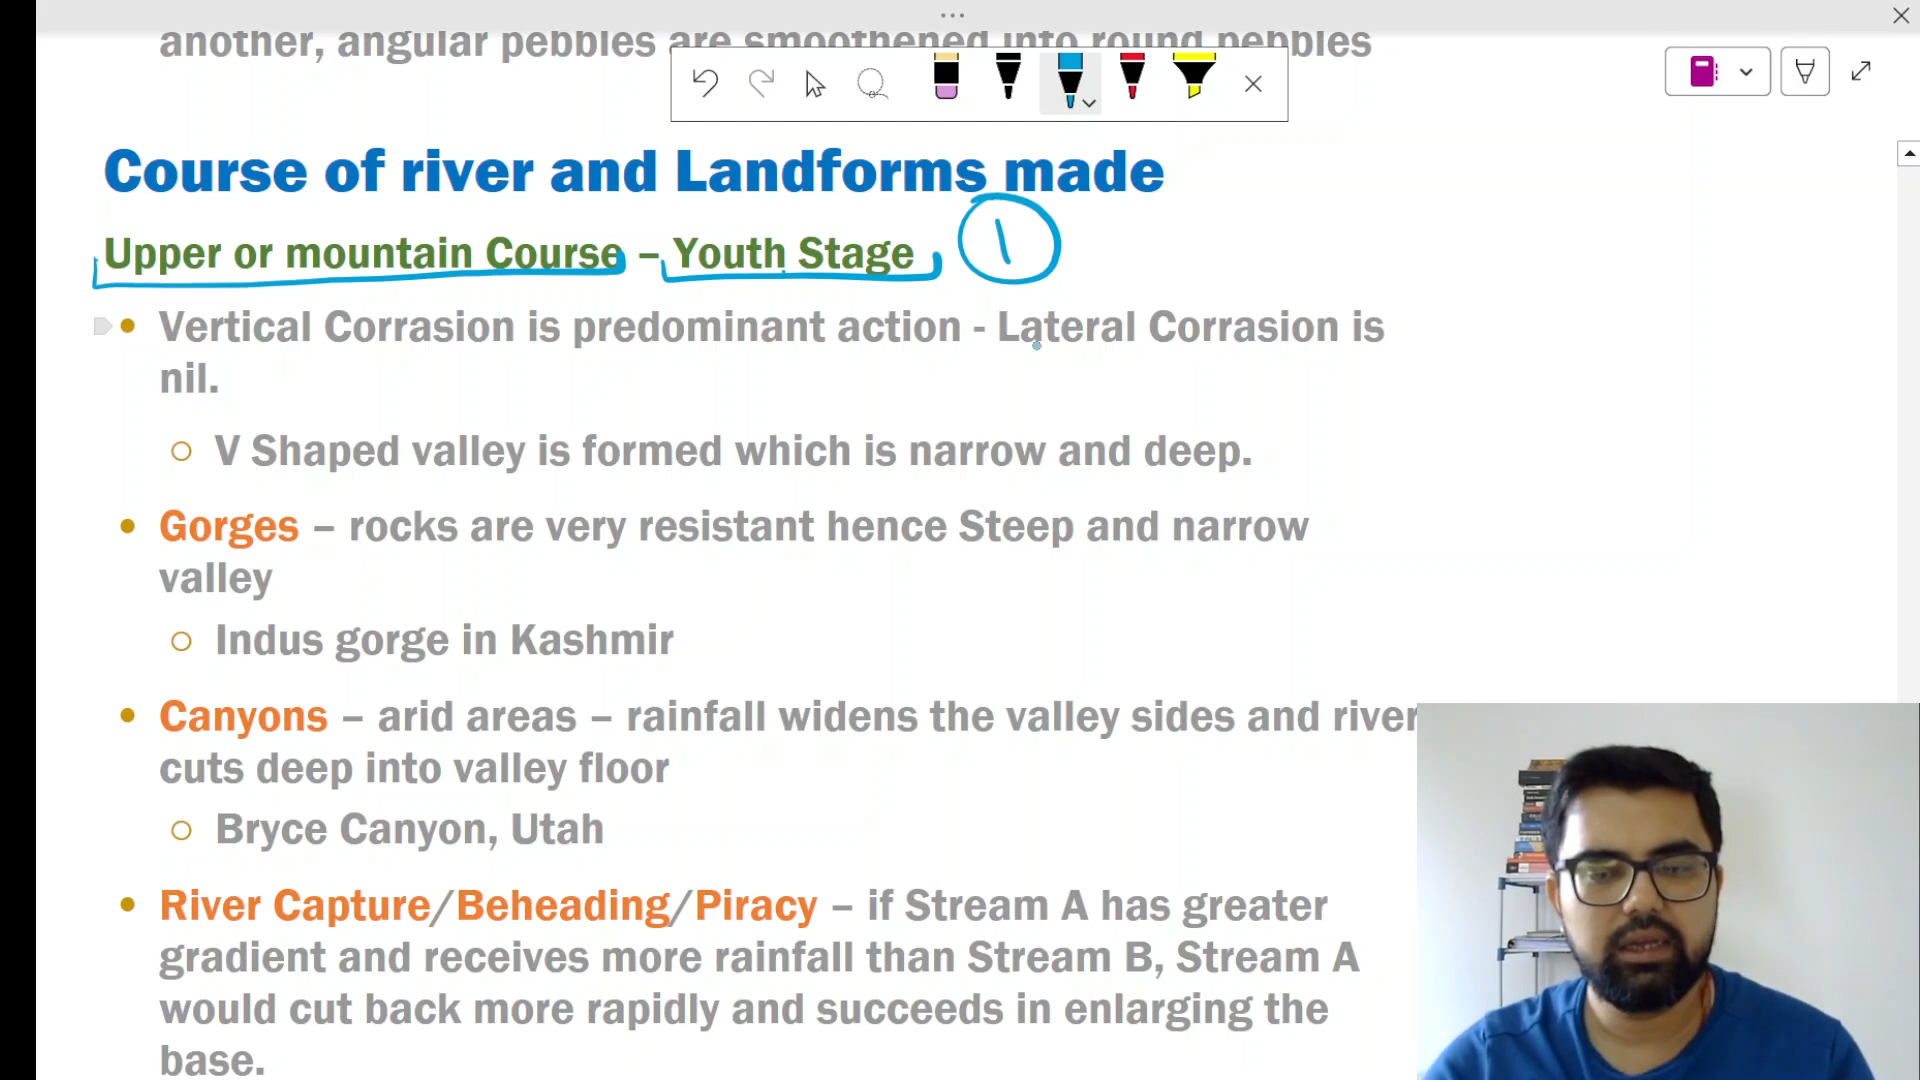 another, angular pebbles are smoothened into round pebbles
Course of river and Landforms made
Upper or mountain Course – Youth Stage 1
• Vertical Corrasion is predominant action - Lateral Corrasion is
nil.
○ V Shaped valley is formed which is narrow and deep.
• Gorges – rocks are very resistant hence Steep and narrow
valley
○ Indus gorge in Kashmir
• Canyons – arid areas – rainfall widens the valley sides and river
cuts deep into valley floor
○ Bryce Canyon, Utah
• River Capture/Beheading/Piracy – if Stream A has greater
gradient and receives more rainfall than Stream B, Stream A
would cut back more rapidly and succeeds in enlarging the
base.